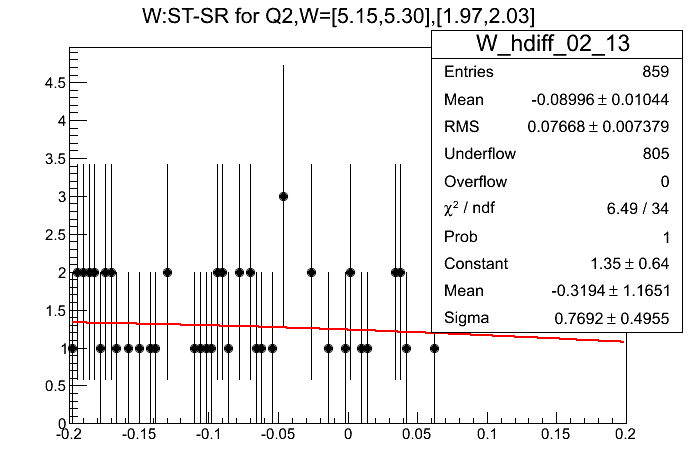 W:ST-SR for Q2,W=[5.15,5.30],[1.97,2.03]
W_hdiff_02_13
Entries 859
Mean -0.08996 ± 0.01044
RMS 0.07668 ± 0.007379
Underflow 805
Overflow 0
χ² / ndf 6.49 / 34
Prob 1
Constant 1.35 ± 0.64
Mean -0.3194 ± 1.1651
Sigma 0.7692 ± 0.4955
4.5
4
3.5
3
2.5
2
1.5
1
0.5
0
-0.2 -0.15 -0.1 -0.05 0 0.05 0.1 0.15 0.2